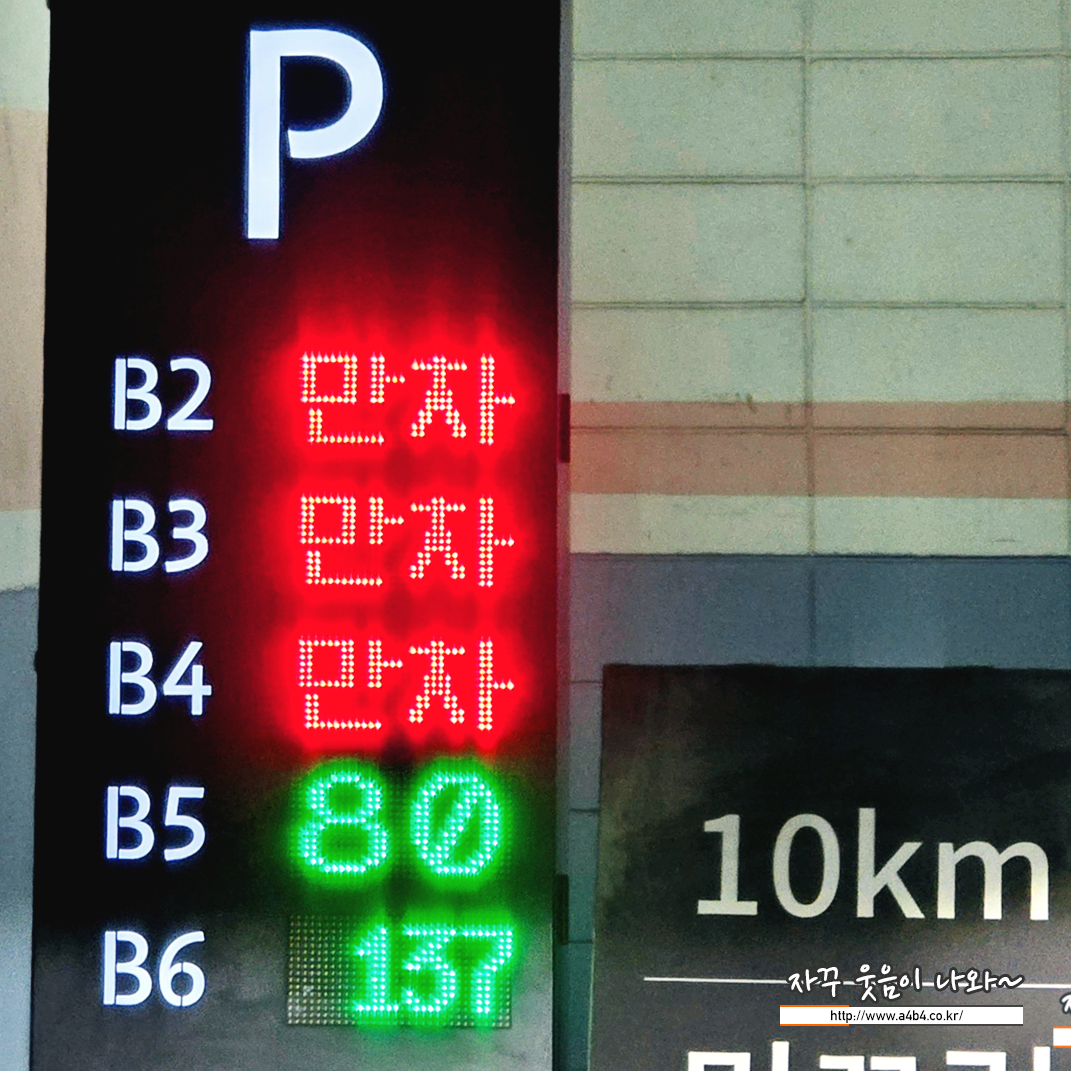 P
B2 만차
B3 만차
B4 만차
B5 80
B6 137
10km
자꾸 웃음이 나와~
http://www.a4b4.co.kr/